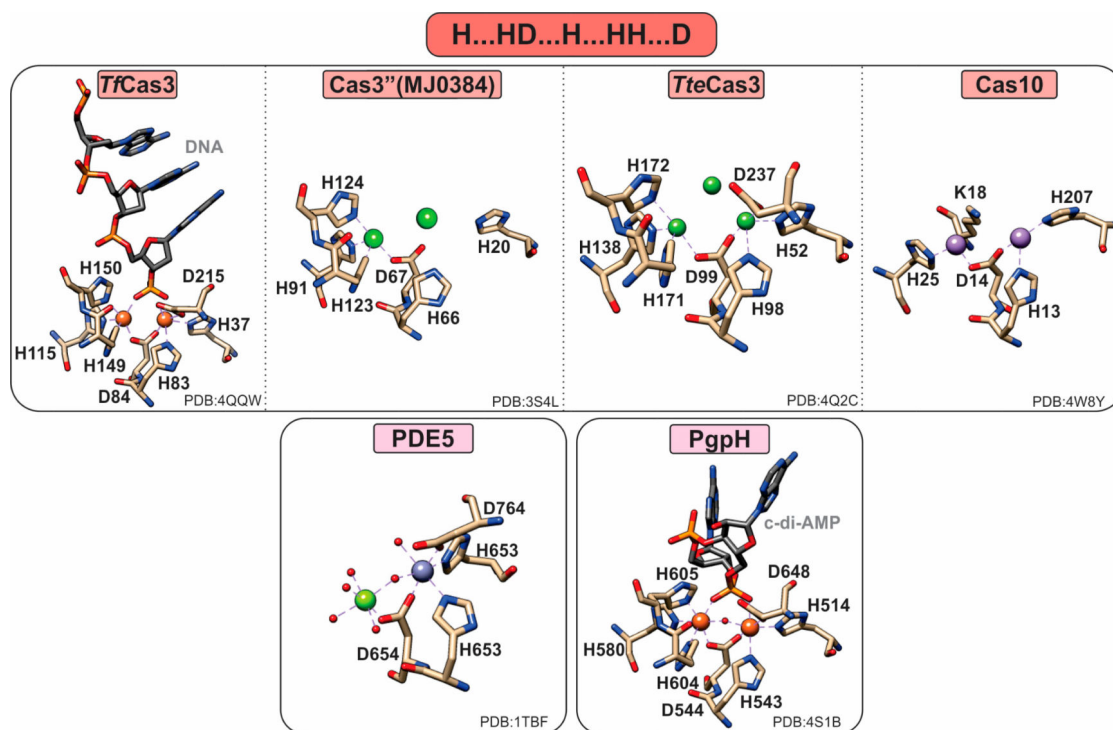 H...HD...H...HH...D
TfCas3
DNA
H150
D215
H37
H115
H149
H83
D84
PDB:4QQW
Cas3”(MJ0384)
H124
H20
H91
D67
H123
H66
PDB:3S4L
TteCas3
H172
D237
H138
H52
D99
H171
H98
PDB:4Q2C
Cas10
K18
H207
H25
D14
H13
PDB:4W8Y
PDE5
D764
H653
D654
H653
PDB:1TBF
PgpH
c-di-AMP
H605
D648
H514
H580
H604
D544
H543
PDB:4S1B